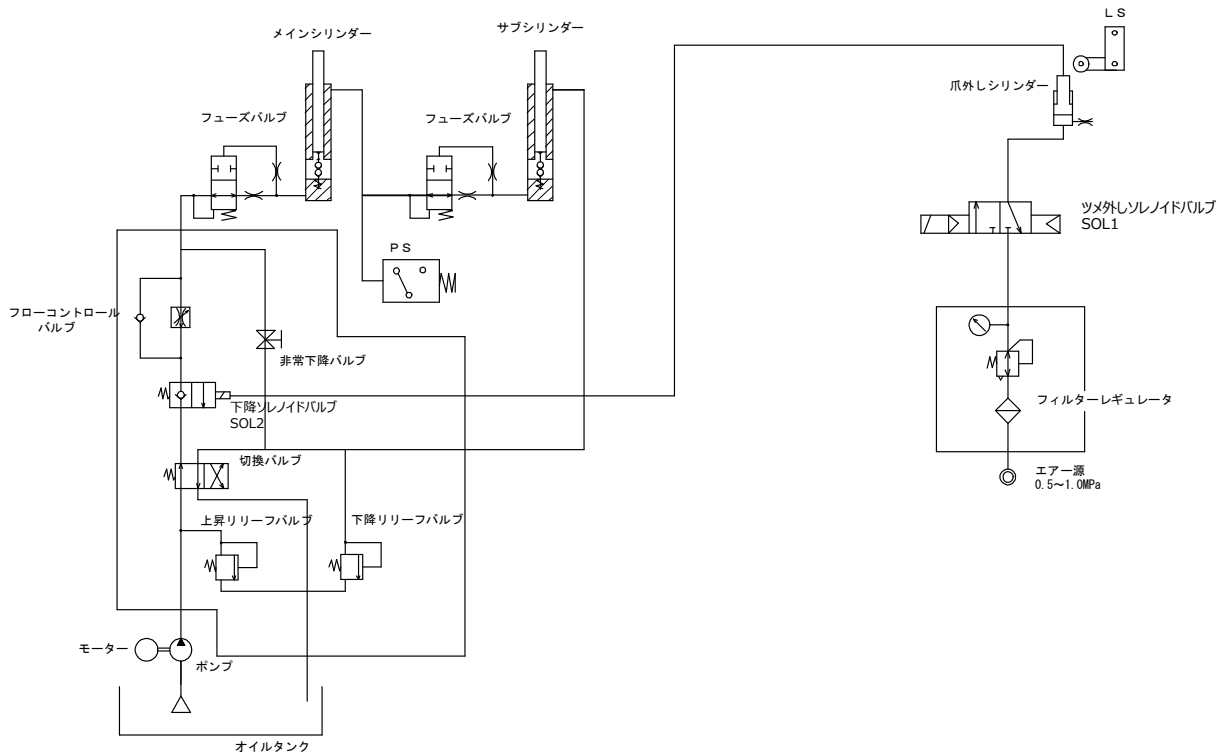 メインシリンダー
サブシリンダー
ＬＳ
爪外しシリンダー
フューズバルブ
フューズバルブ
ツメ外しソレノイドバルブ
SOL1
ＰＳ
フローコントロール
バルブ
非常下降バルブ
下降ソレノイドバルブ
SOL2
フィルターレギュレータ
切換バルブ
エアー源
0.5～1.0MPa
上昇リリーフバルブ
下降リリーフバルブ
モーター
ポンプ
オイルタンク